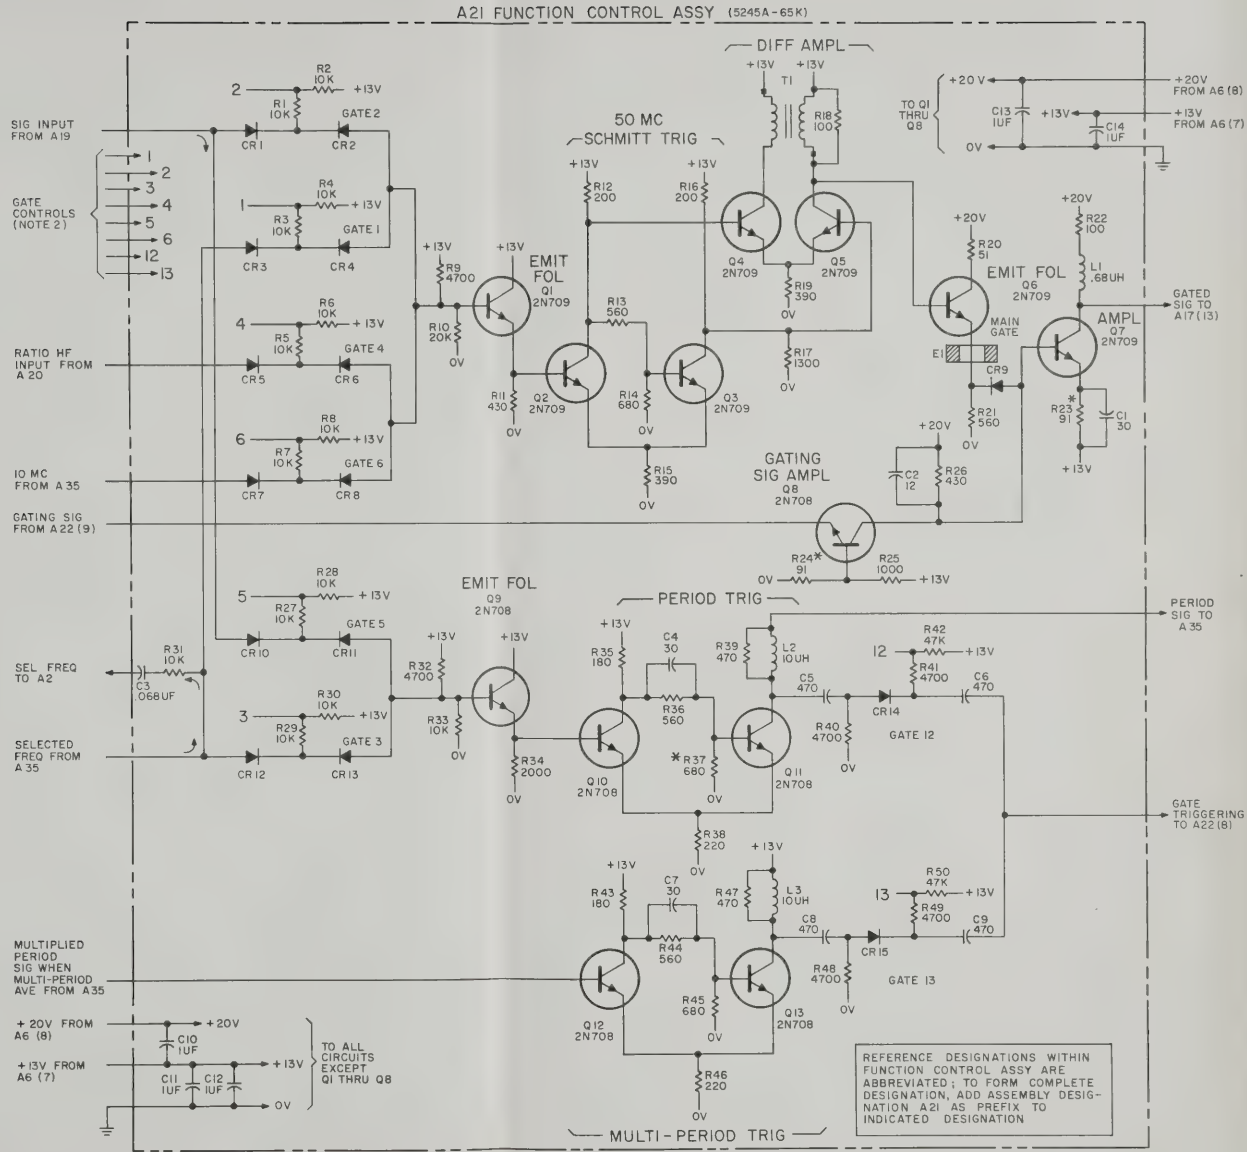 A21 FUNCTION CONTROL ASSY (5245A-65K)
DIFF AMPL
+13V
+13V
T1
R18
100
+20V
+20V
FROM A6(8)
TO Q1
THRU
Q8
C13
1UF
+13V
C14
1UF
+13V
FROM A6(7)
0V
2
R2
10K
+13V
R1
10K
GATE 2
SIG INPUT
FROM A19
CR1
CR2
50 MC
SCHMITT TRIG
GATE
CONTROLS
(NOTE 2)
1
2
3
4
5
6
12
13
1
R4
10K
+13V
R3
10K
GATE 1
CR3
CR4
+13V
R12
200
+13V
R16
200
Q4
2N709
Q5
2N709
R19
390
0V
+20V
R20
51
EMIT FOL
Q6
2N709
+20V
R22
100
L1
.68UH
GATED
SIG TO
A17(13)
+13V
R9
4700
+13V
EMIT
FOL
Q1
2N709
R10
20K
0V
R13
560
4
R6
10K
+13V
R5
10K
GATE 4
RATIO HF
INPUT FROM
A20
CR5
CR6
R11
430
0V
Q2
2N709
R14
680
0V
Q3
2N709
R17
1300
0V
MAIN
GATE
E1
CR9
R21
560
0V
AMPL
Q7
2N709
*
R23
91
C1
30
+13V
6
R8
10K
+13V
R7
10K
GATE 6
10 MC
FROM A35
CR7
CR8
R15
390
0V
GATING
SIG AMPL
Q8
2N708
+20V
C2
12
R26
430
GATING SIG
FROM A22(9)
R24*
91
0V
R25
1000
+13V
5
R28
10K
+13V
R27
10K
GATE 5
CR10
CR11
EMIT FOL
Q9
2N708
PERIOD TRIG
PERIOD
SIG TO
A35
SEL FREQ
TO A2
R31
10K
C3
.068UF
+13V
R32
4700
+13V
R33
10K
0V
R34
2000
0V
+13V
R35
180
C4
30
R36
560
R39
470
L2
10UH
C5
470
12
R42
47K
+13V
R41
4700
C6
470
CR14
R40
4700
0V
GATE 12
3
R30
10K
+13V
R29
10K
GATE 3
SELECTED
FREQ FROM
A35
CR12
CR13
Q10
2N708
*R37
680
0V
Q11
2N708
R38
220
0V
GATE
TRIGGERING
TO A22(8)
+13V
R43
180
C7
30
R44
560
+13V
R47
470
L3
10UH
C8
470
13
R50
47K
+13V
R49
4700
C9
470
CR15
R48
4700
0V
GATE 13
MULTIPLIED
PERIOD
SIG WHEN
MULTI-PERIOD
AVE FROM A35
Q12
2N708
R45
680
0V
Q13
2N708
R46
220
0V
+20V FROM
A6 (8)
+20V
C10
1UF
+13V FROM
A6 (7)
+13V
C11
1UF
C12
1UF
0V
TO ALL
CIRCUITS
EXCEPT
Q1 THRU Q8
MULTI-PERIOD TRIG
REFERENCE DESIGNATIONS WITHIN
FUNCTION CONTROL ASSY ARE
ABBREVIATED; TO FORM COMPLETE
DESIGNATION, ADD ASSEMBLY DESIG-
NATION A21 AS PREFIX TO
INDICATED DESIGNATION